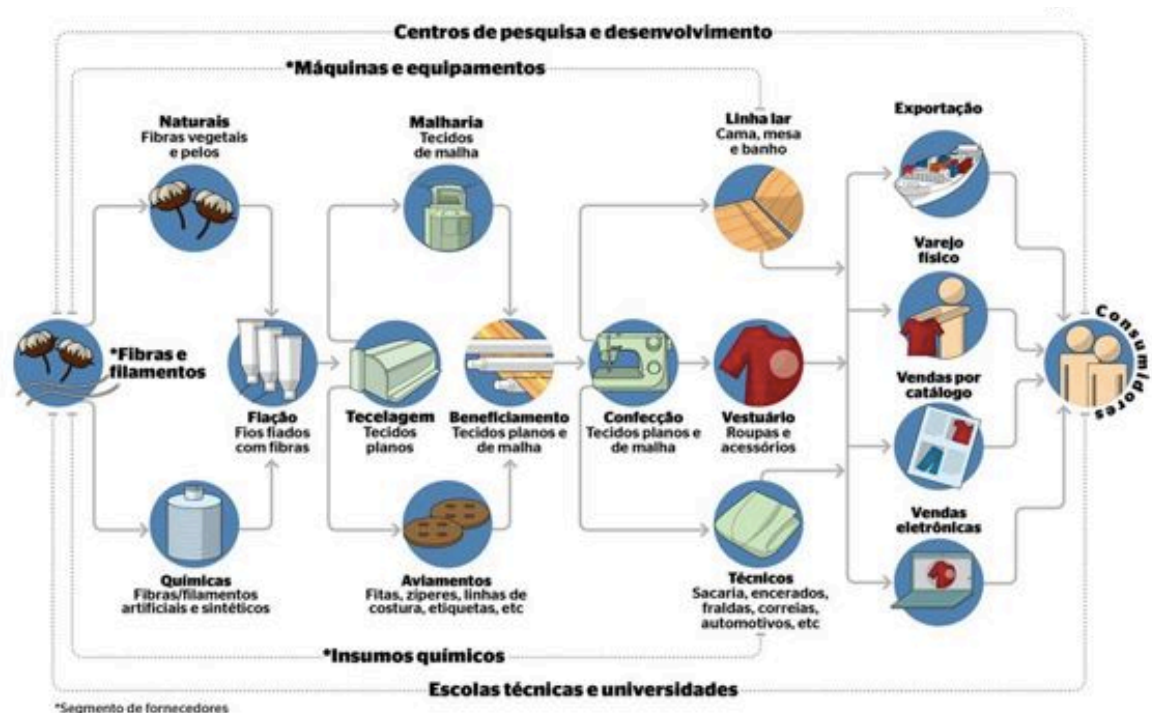 Centros de pesquisa e desenvolvimento
*Máquinas e equipamentos
Naturais
Fibras vegetais
e pelos
Malharia
Tecidos
de malha
Linha lar
Cama, mesa
e banho
Exportação
Varejo
físico
*Fibras e
filamentos
Fiação
Fios fiados
com fibras
Tecelagem
Tecidos
planos
Beneficiamento
Tecidos planos e
de malha
Confecção
Tecidos planos e
de malha
Vestuário
Roupas e
acessórios
Vendas por
catálogo
Consumidores
Químicas
Fibras/filamentos
artificiais e sintéticos
Aviamentos
Fitas, zíperes, linhas de
costura, etiquetas, etc
Técnicos
Sacaria, encerados,
fraldas, correias,
automotivos, etc
Vendas
eletrônicas
*Insumos químicos
Escolas técnicas e universidades
*Segmento de fornecedores